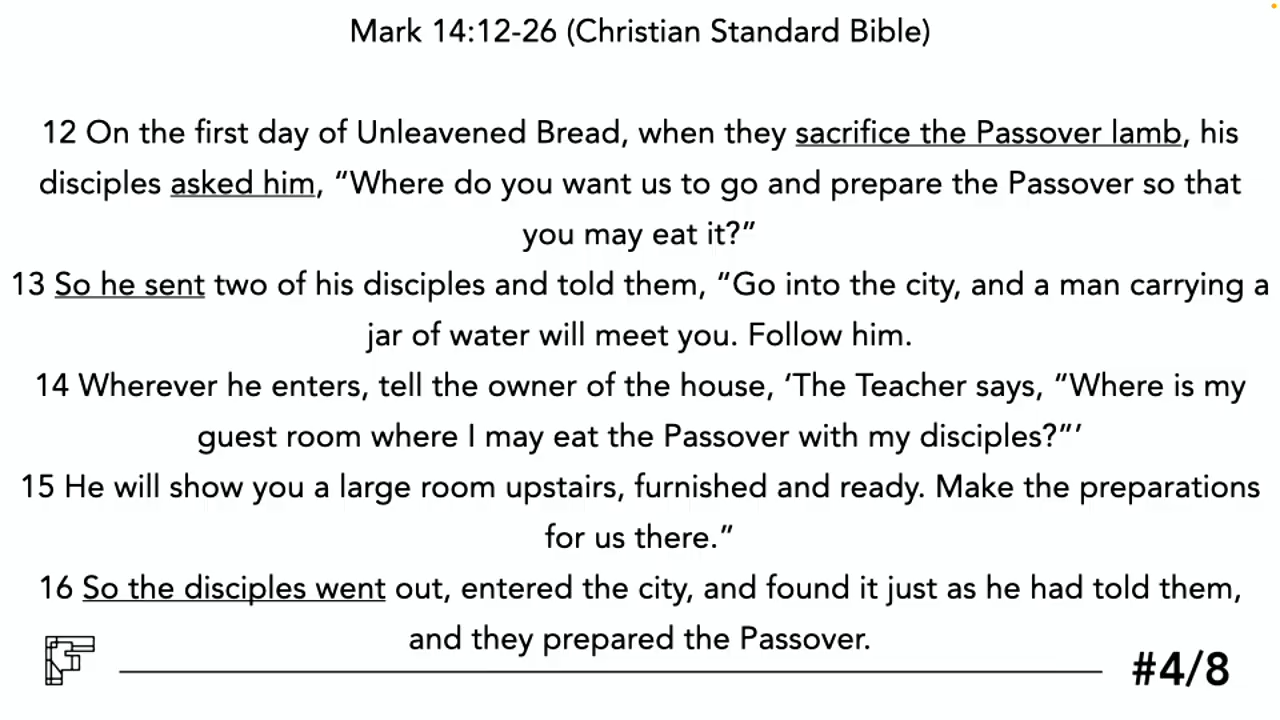 Mark 14:12-26 (Christian Standard Bible)
12 On the first day of Unleavened Bread, when they sacrifice the Passover lamb, his
disciples asked him, “Where do you want us to go and prepare the Passover so that
you may eat it?”
13 So he sent two of his disciples and told them, “Go into the city, and a man carrying a
jar of water will meet you. Follow him.
14 Wherever he enters, tell the owner of the house, ‘The Teacher says, “Where is my
guest room where I may eat the Passover with my disciples?”’
15 He will show you a large room upstairs, furnished and ready. Make the preparations
for us there.”
16 So the disciples went out, entered the city, and found it just as he had told them,
and they prepared the Passover.
#4/8